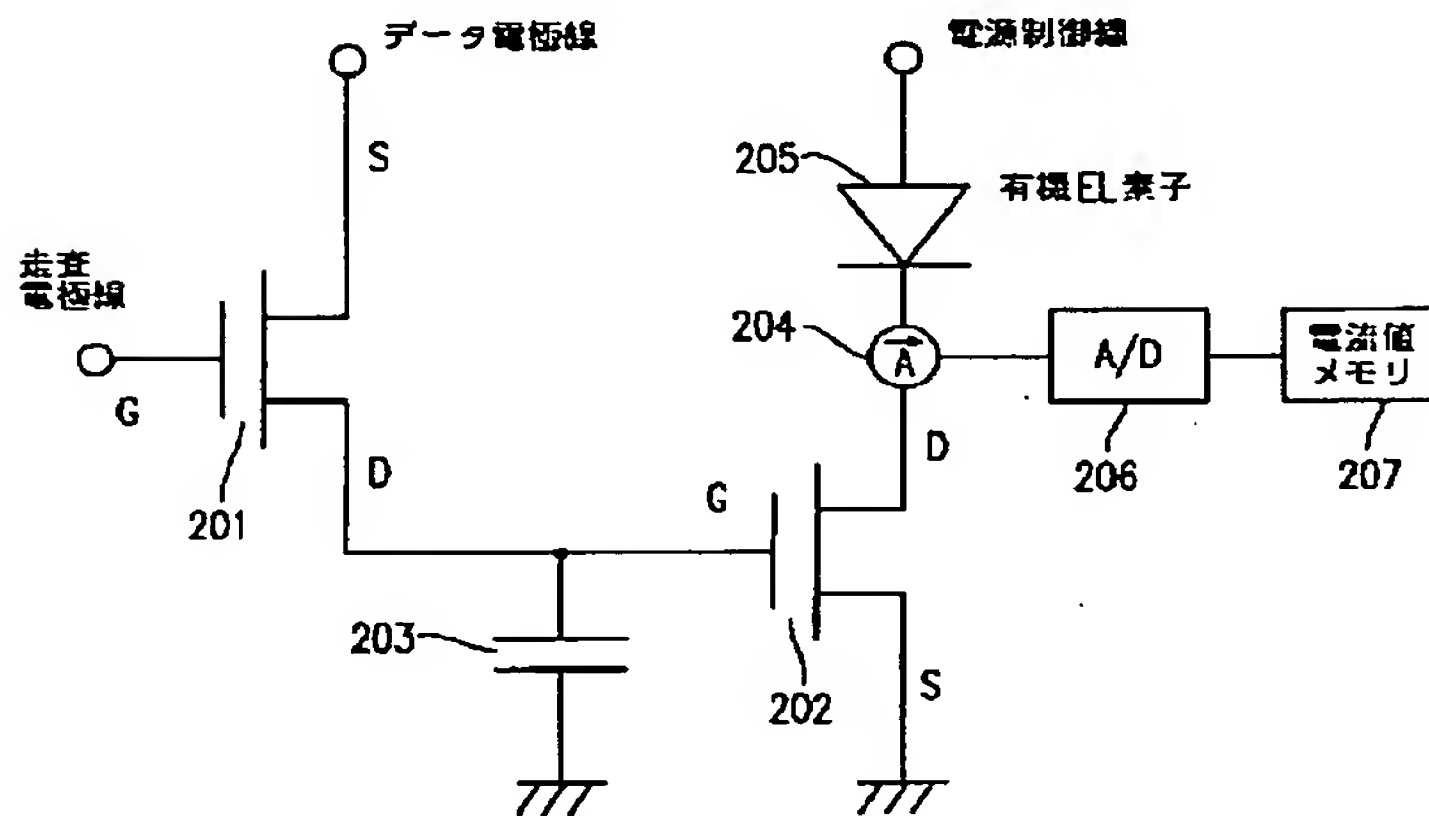 データ電極線
電源制御線
S
205
有機EL素子
走査
電極線
204
A
A/D
電流値
メモリ
G
201
D
D
206
207
G
203
202
S